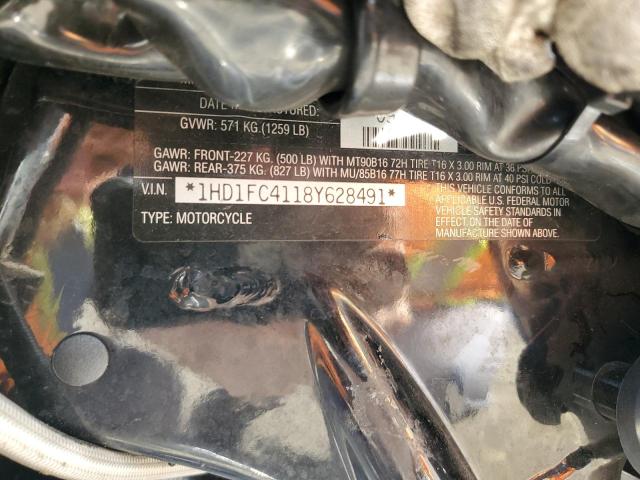 DATE
GVWR: 571 KG.(1259 LB)
GAWR: FRONT-227 KG. (500 LB) WITH MT90B16 72H TIRE T16 X 3.00 RIM AT 36 PSI
GAWR: REAR-375 KG. (827 LB) WITH MU/85B16 77H TIRE T16 X 3.00 RIM AT 40 PSI COLD
V.I.N. *1HD1FC4118Y628491*
TYPE: MOTORCYCLE
THIS VEHICLE CONFORMS TO ALL
APPLICABLE U.S. FEDERAL MOTOR
VEHICLE SAFETY STANDARDS IN
EFFECT ON THE DATE OF
MANUFACTURE SHOWN ABOVE.